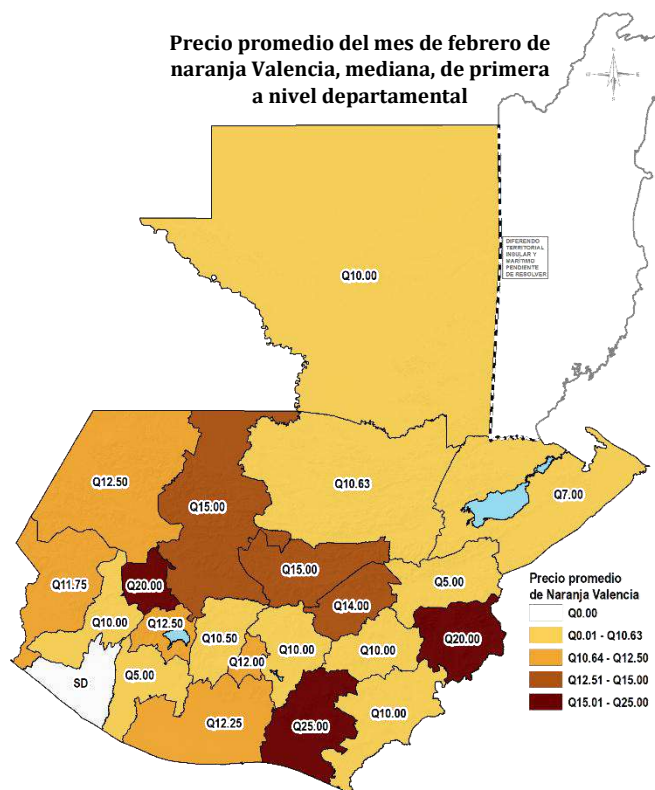 Precio promedio del mes de febrero de
naranja Valencia, mediana, de primera
a nivel departamental
N
O
E
S
DIFERENDO
TERRITORIAL
INSULAR Y
MARÍTIMO
PENDIENTE
DE RESOLVER
Q10.00
Q12.50
Q15.00
Q10.63
Q7.00
Q11.75
Q20.00
Q15.00
Q5.00
Q14.00
Q10.00
Q12.50
Q10.50
Q12.00
Q10.00
Q10.00
Q20.00
SD
Q5.00
Q12.25
Q25.00
Q10.00
Precio promedio
de Naranja Valencia
Q0.00
Q0.01 - Q10.63
Q10.64 - Q12.50
Q12.51 - Q15.00
Q15.01 - Q25.00